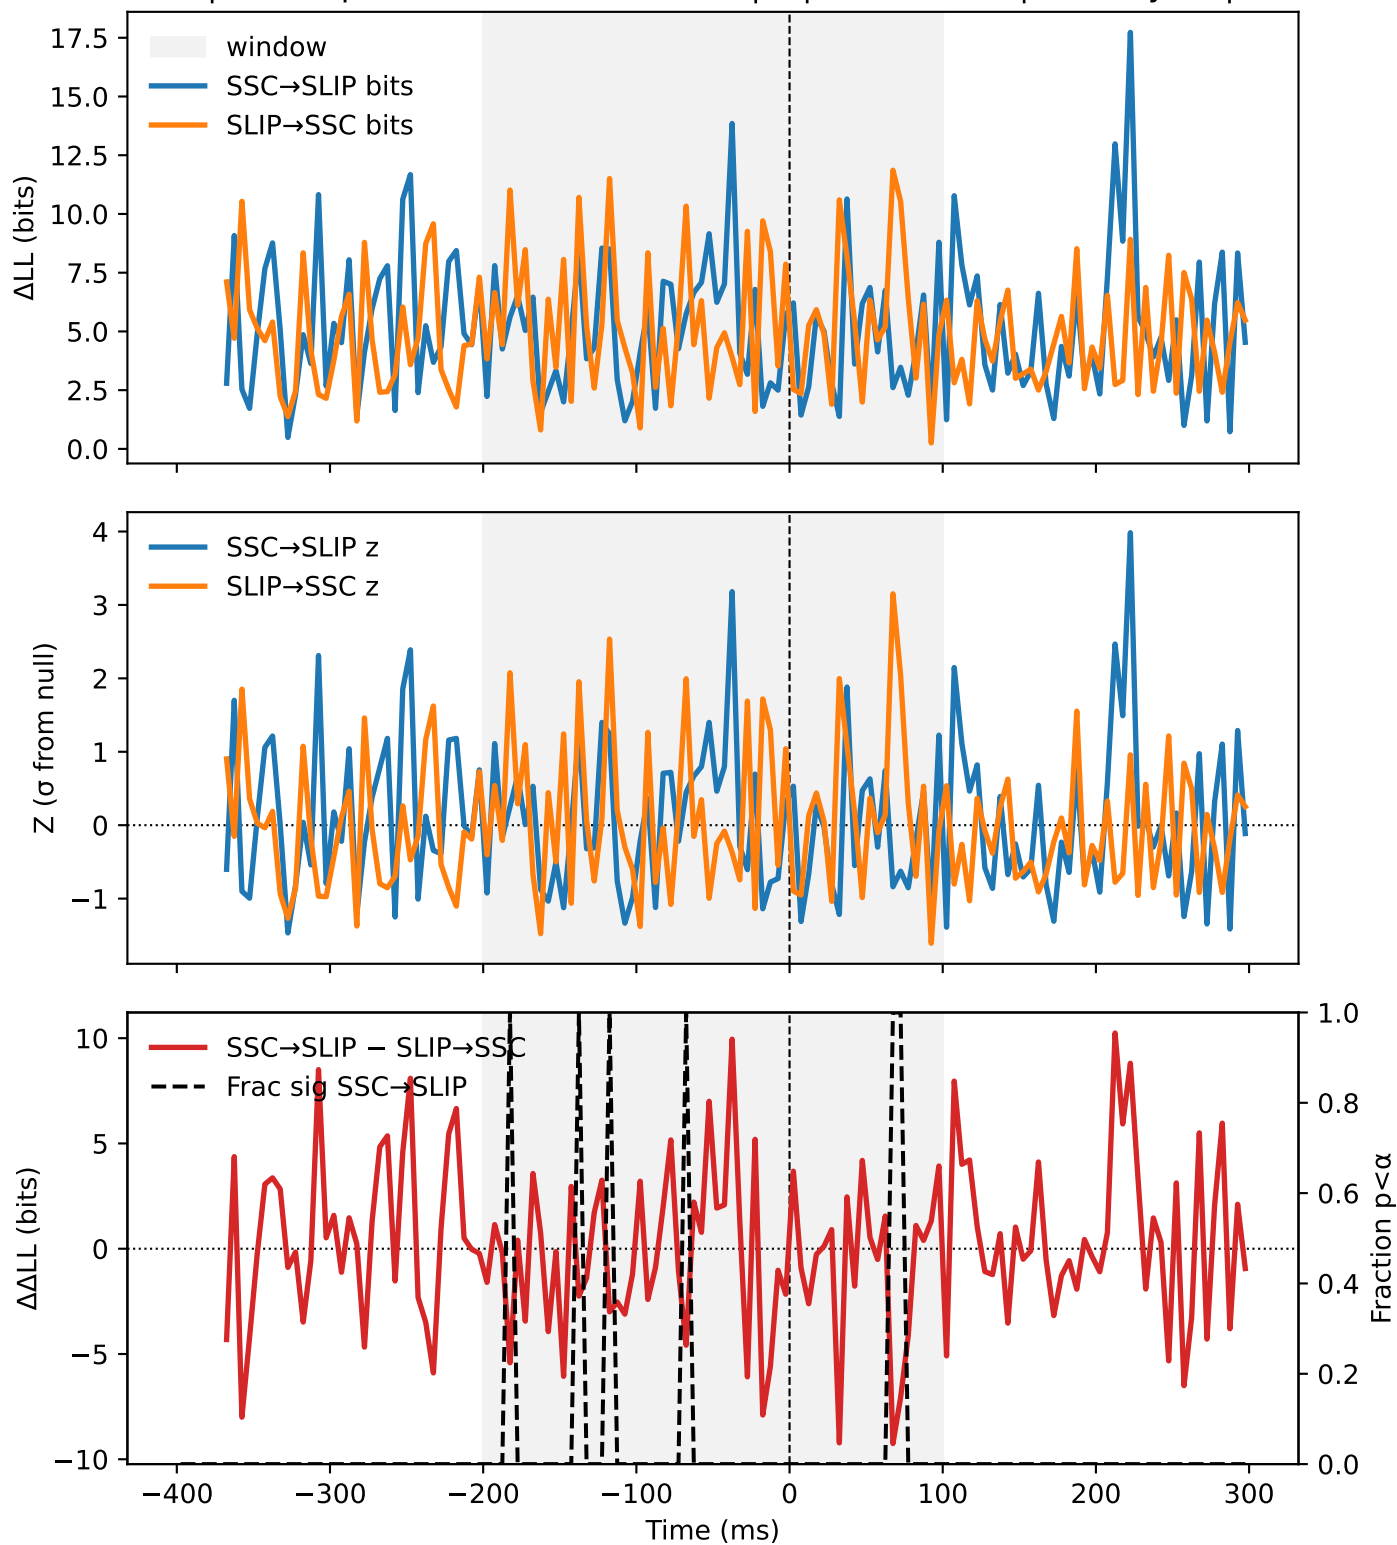 17.5
15.0
12.5
10.0
7.5
5.0
2.5
0.0
ΔLL (bits)
window
SSC→SLIP bits
SLIP→SSC bits
4
3
2
1
0
−1
Z (σ from null)
SSC→SLIP z
SLIP→SSC z
10
5
0
−5
−10
ΔΔLL (bits)
SSC→SLIP − SLIP→SSC
Frac sig SSC→SLIP
1.0
0.8
0.6
0.4
0.2
0.0
Fraction p<α
−400 −300 −200 −100 0 100 200 300
Time (ms)